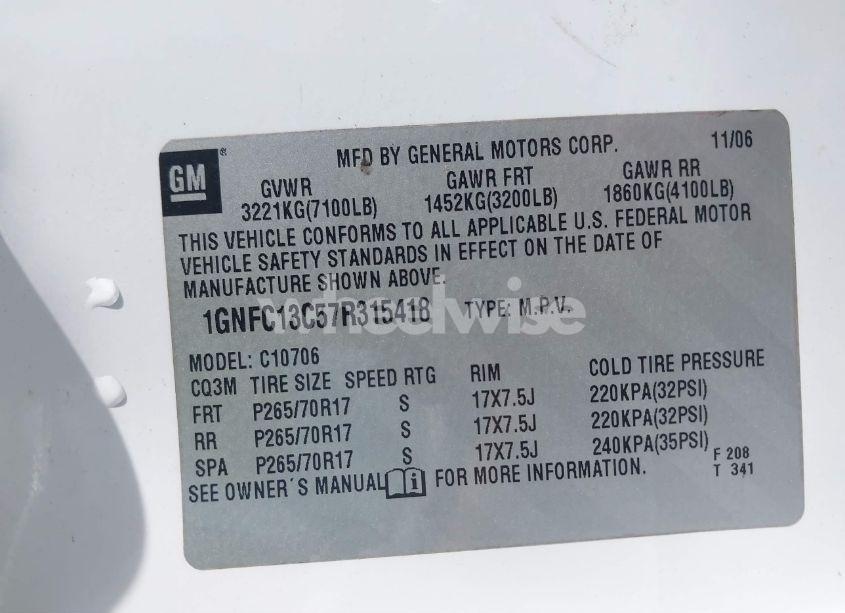 GM®
MFD BY GENERAL MOTORS CORP. 11/06
GVWR GAWR FRT GAWR RR
3221KG(7100LB) 1452KG(3200LB) 1860KG(4100LB)
THIS VEHICLE CONFORMS TO ALL APPLICABLE U.S. FEDERAL MOTOR
VEHICLE SAFETY STANDARDS IN EFFECT ON THE DATE OF
MANUFACTURE SHOWN ABOVE.
1GNFC13C57R315418 TYPE: M.P.V.
wheelwise
MODEL: C10706
CQ3M TIRE SIZE SPEED RTG RIM COLD TIRE PRESSURE
FRT P265/70R17 S 17X7.5J 220KPA(32PSI)
RR P265/70R17 S 17X7.5J 220KPA(32PSI)
SPA P265/70R17 S 17X7.5J 240KPA(35PSI)
SEE OWNER'S MANUAL i FOR MORE INFORMATION.
F 208
T 341